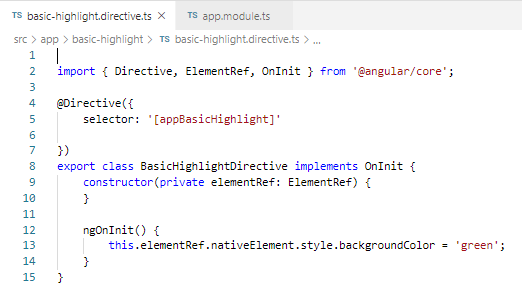 TS basic-highlight.directive.ts × TS app.module.ts
src > app > basic-highlight > TS basic-highlight.directive.ts > ...
1
2 import { Directive, ElementRef, OnInit } from '@angular/core';
3
4 @Directive({
5     selector: '[appBasicHighlight]'
6
7 })
8 export class BasicHighlightDirective implements OnInit {
9     constructor(private elementRef: ElementRef) {
10     }
11
12     ngOnInit() {
13         this.elementRef.nativeElement.style.backgroundColor = 'green';
14     }
15 }